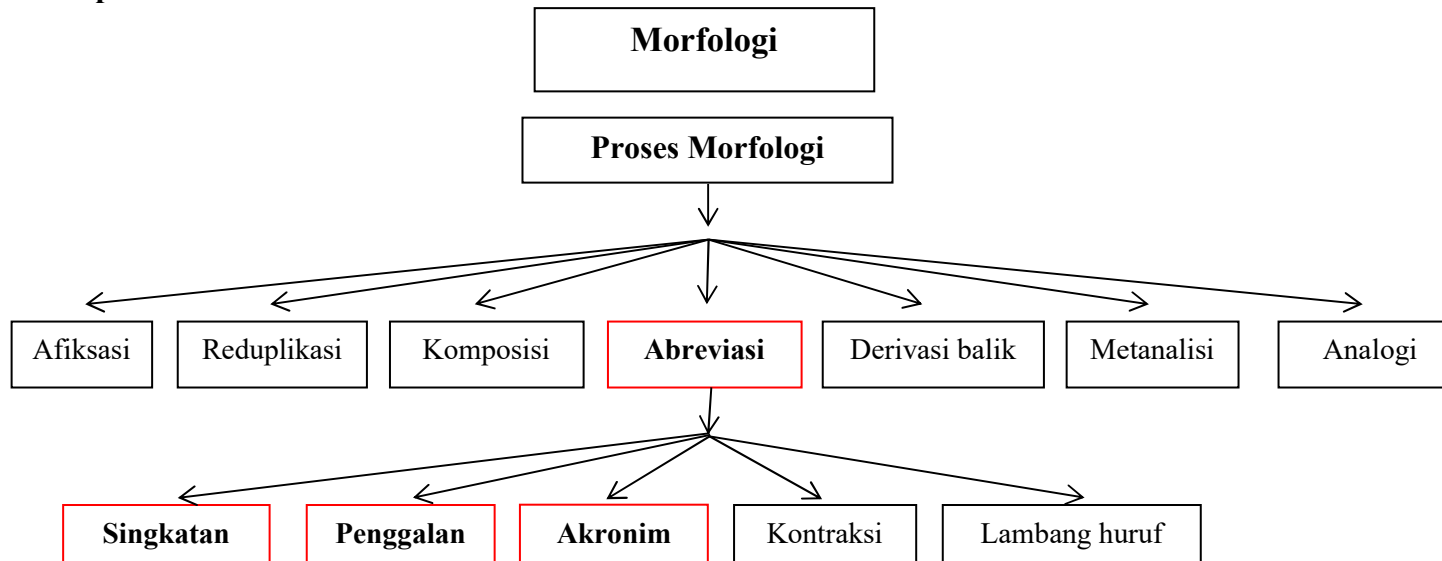 Morfologi
Proses Morfologi
Afiksasi Reduplikasi Komposisi Abreviasi Derivasi balik Metanalisi Analogi
Singkatan Penggalan Akronim Kontraksi Lambang huruf